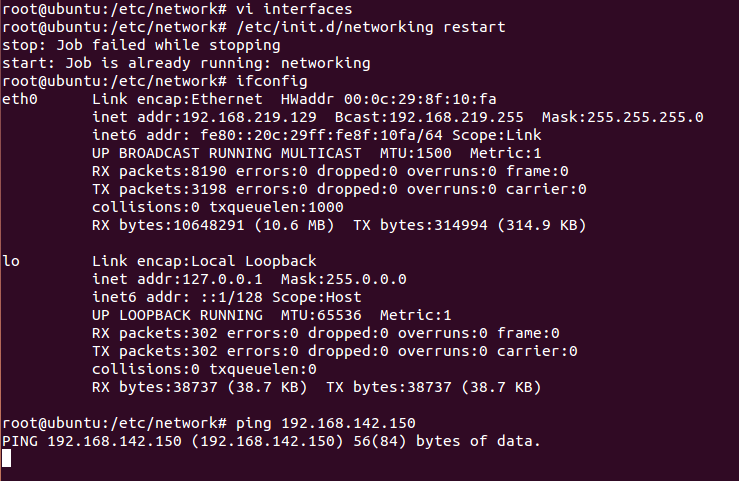 root@ubuntu:/etc/network# vi interfaces
root@ubuntu:/etc/network# /etc/init.d/networking restart
stop: Job failed while stopping
start: Job is already running: networking
root@ubuntu:/etc/network# ifconfig
eth0      Link encap:Ethernet  HWaddr 00:0c:29:8f:10:fa
          inet addr:192.168.219.129  Bcast:192.168.219.255  Mask:255.255.255.0
          inet6 addr: fe80::20c:29ff:fe8f:10fa/64 Scope:Link
          UP BROADCAST RUNNING MULTICAST  MTU:1500  Metric:1
          RX packets:8190 errors:0 dropped:0 overruns:0 frame:0
          TX packets:3198 errors:0 dropped:0 overruns:0 carrier:0
          collisions:0 txqueuelen:1000
          RX bytes:10648291 (10.6 MB)  TX bytes:314994 (314.9 KB)

lo        Link encap:Local Loopback
          inet addr:127.0.0.1  Mask:255.0.0.0
          inet6 addr: ::1/128 Scope:Host
          UP LOOPBACK RUNNING  MTU:65536  Metric:1
          RX packets:302 errors:0 dropped:0 overruns:0 frame:0
          TX packets:302 errors:0 dropped:0 overruns:0 carrier:0
          collisions:0 txqueuelen:0
          RX bytes:38737 (38.7 KB)  TX bytes:38737 (38.7 KB)

root@ubuntu:/etc/network# ping 192.168.142.150
PING 192.168.142.150 (192.168.142.150) 56(84) bytes of data.